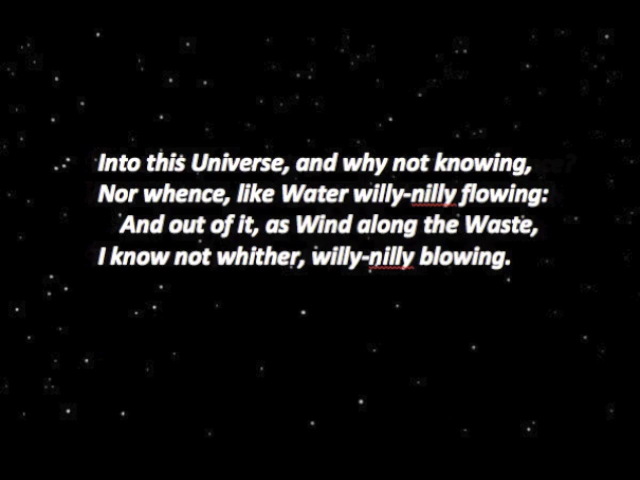 Into this Universe, and why not knowing,
Nor whence, like Water willy-nilly flowing:
And out of it, as Wind along the Waste,
I know not whither, willy-nilly blowing.